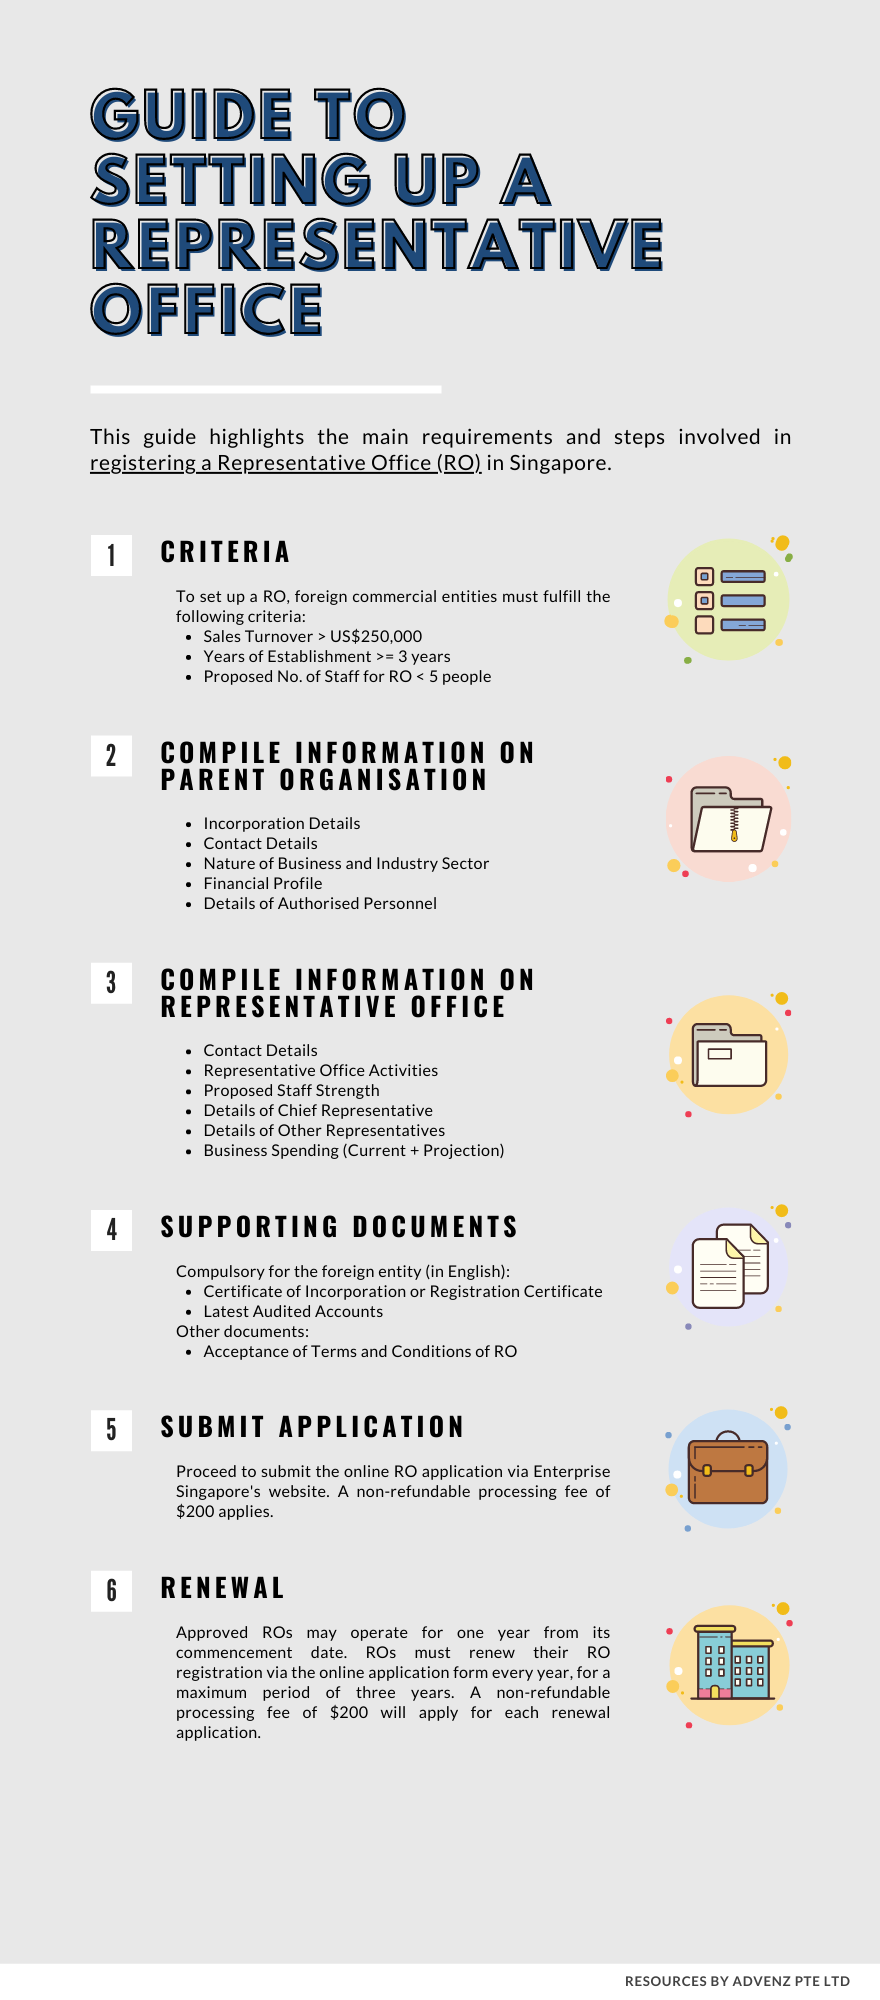 GUIDE TO
SETTING UP A
REPRESENTATIVE
OFFICE
This guide highlights the main requirements and steps involved in
registering a Representative Office (RO) in Singapore.
1
CRITERIA
To set up a RO, foreign commercial entities must fulfill the
following criteria:
• Sales Turnover > US$250,000
• Years of Establishment >= 3 years
• Proposed No. of Staff for RO < 5 people
2
COMPILE INFORMATION ON
PARENT ORGANISATION
• Incorporation Details
• Contact Details
• Nature of Business and Industry Sector
• Financial Profile
• Details of Authorised Personnel
3
COMPILE INFORMATION ON
REPRESENTATIVE OFFICE
• Contact Details
• Representative Office Activities
• Proposed Staff Strength
• Details of Chief Representative
• Details of Other Representatives
• Business Spending (Current + Projection)
4
SUPPORTING DOCUMENTS
Compulsory for the foreign entity (in English):
• Certificate of Incorporation or Registration Certificate
• Latest Audited Accounts
Other documents:
• Acceptance of Terms and Conditions of RO
5
SUBMIT APPLICATION
Proceed to submit the online RO application via Enterprise
Singapore's website. A non-refundable processing fee of
$200 applies.
6
RENEWAL
Approved ROs may operate for one year from its
commencement date. ROs must renew their RO
registration via the online application form every year, for a
maximum period of three years. A non-refundable
processing fee of $200 will apply for each renewal
application.
RESOURCES BY ADVENZ PTE LTD